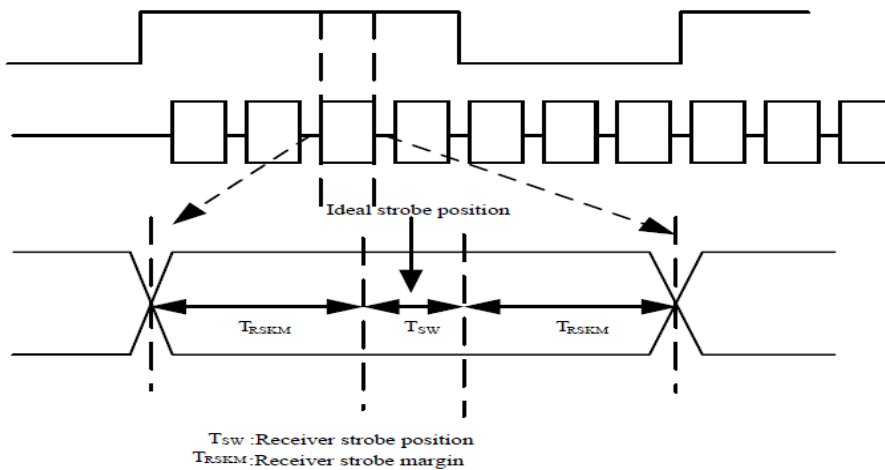 Ideal strobe position
TRSKM TSW TRSKM
TSW :Receiver strobe position
TRSKM:Receiver strobe margin